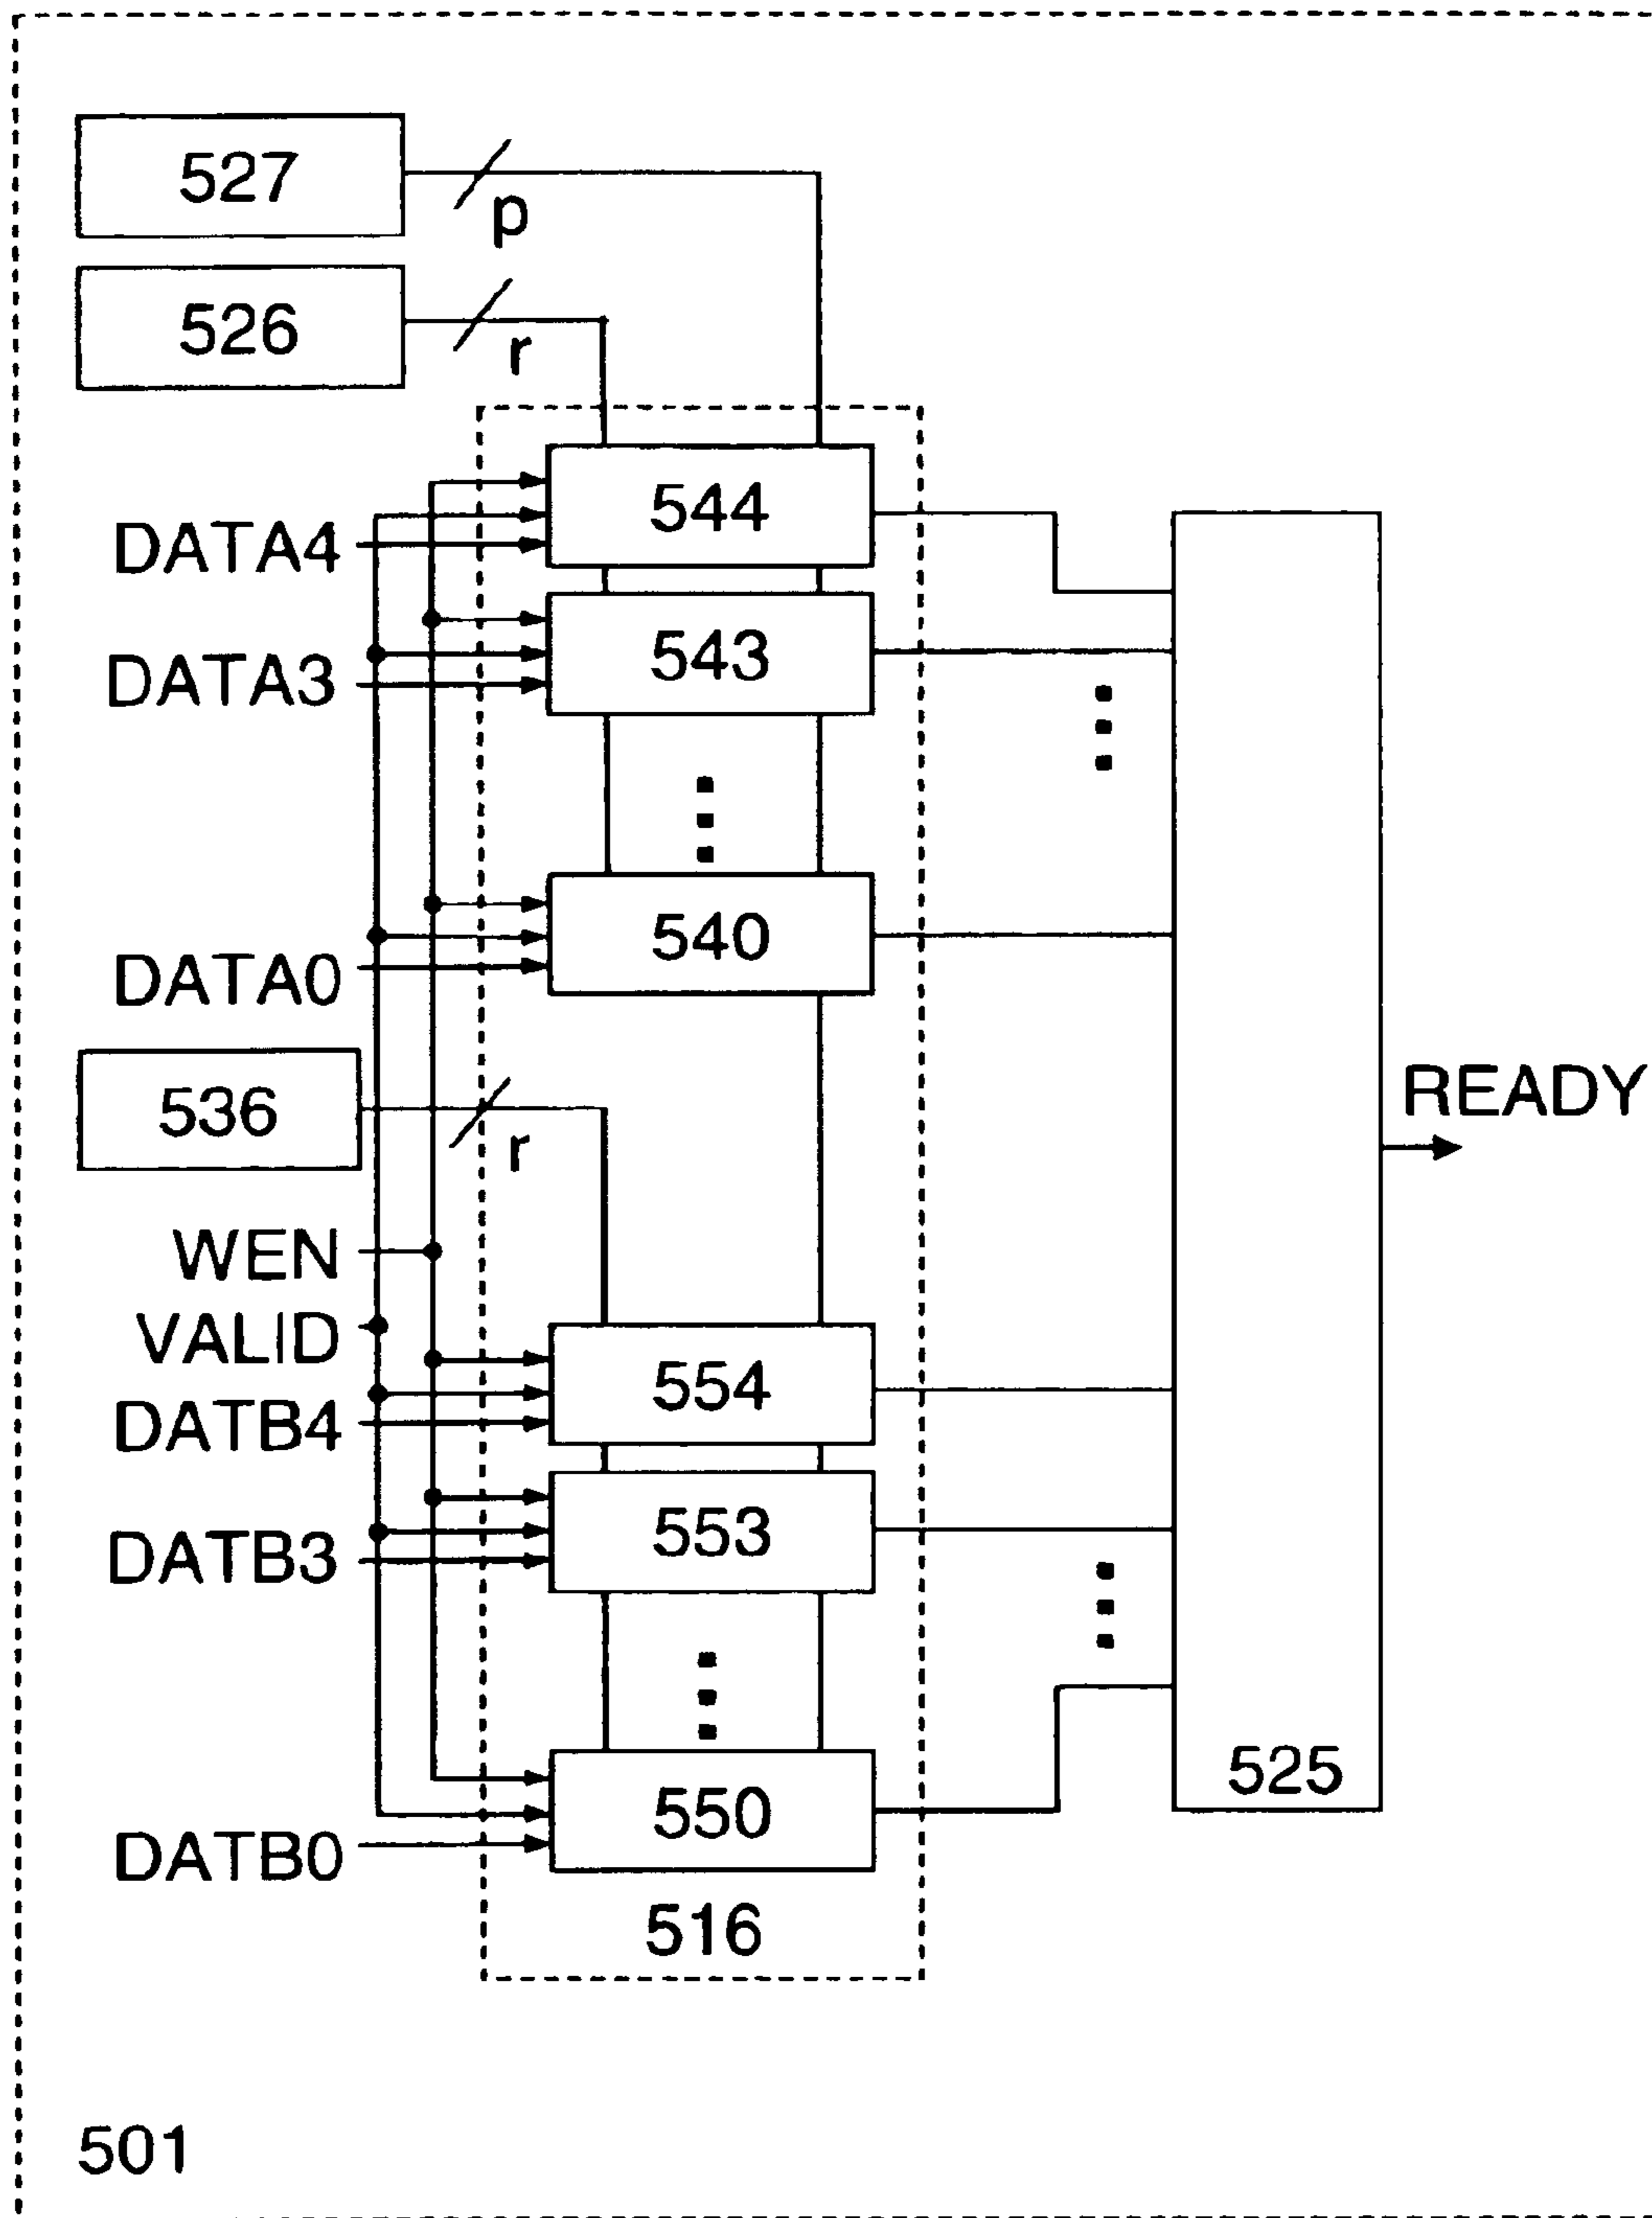 527
p
526
r
544
DATA4
543
DATA3
540
DATA0
536
r
READY
WEN
VALID
554
DATB4
553
DATB3
525
550
DATB0
516
501